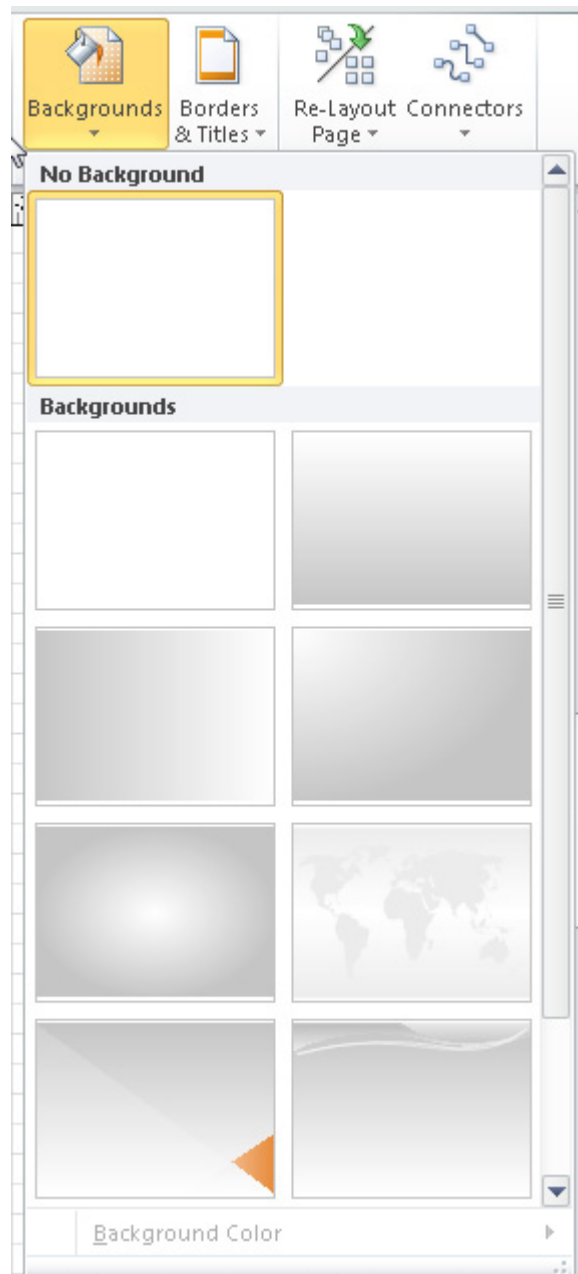 Backgrounds
Borders
& Titles
Re-Layout
Page
Connectors
No Background
Backgrounds
Background Color